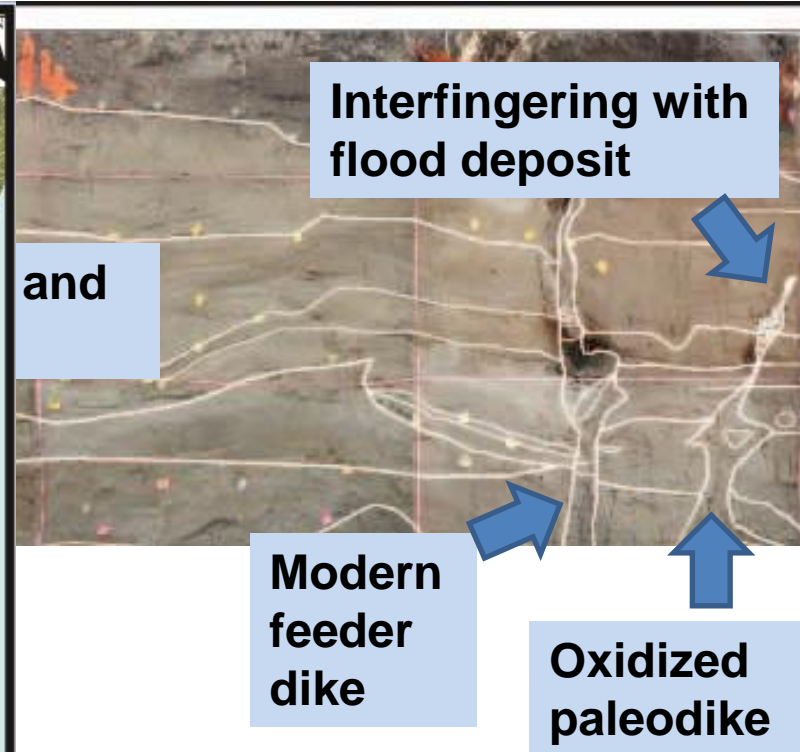 Interfingering with
flood deposit
and
Modern
feeder
dike
Oxidized
paleodike